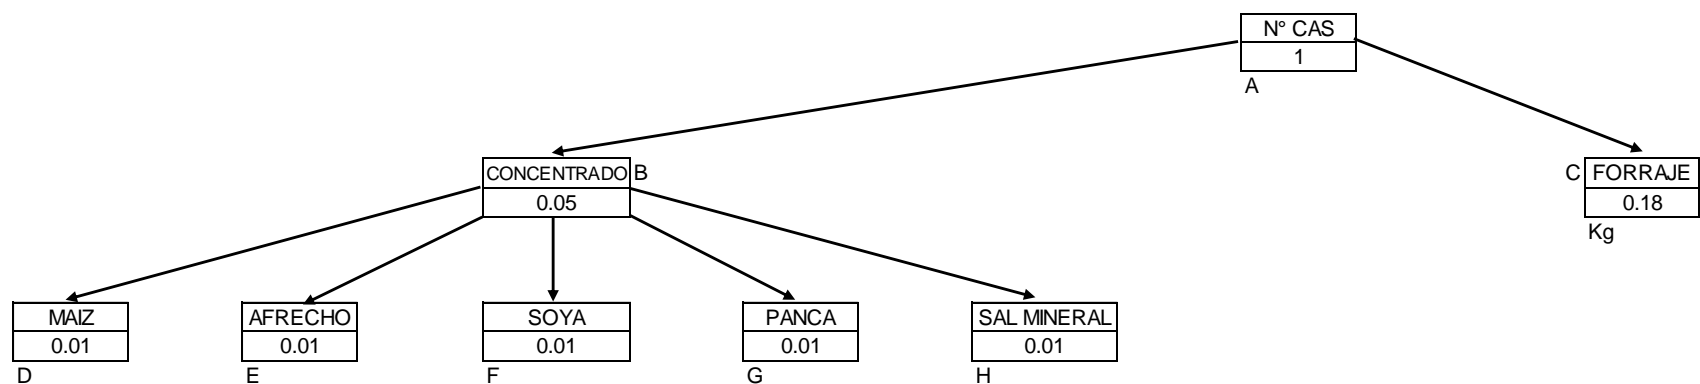 N° CAS
1
A
CONCENTRADO B
0.05
C FORRAJE
0.18
Kg
MAIZ
0.01
D
AFRECHO
0.01
E
SOYA
0.01
F
PANCA
0.01
G
SAL MINERAL
0.01
H